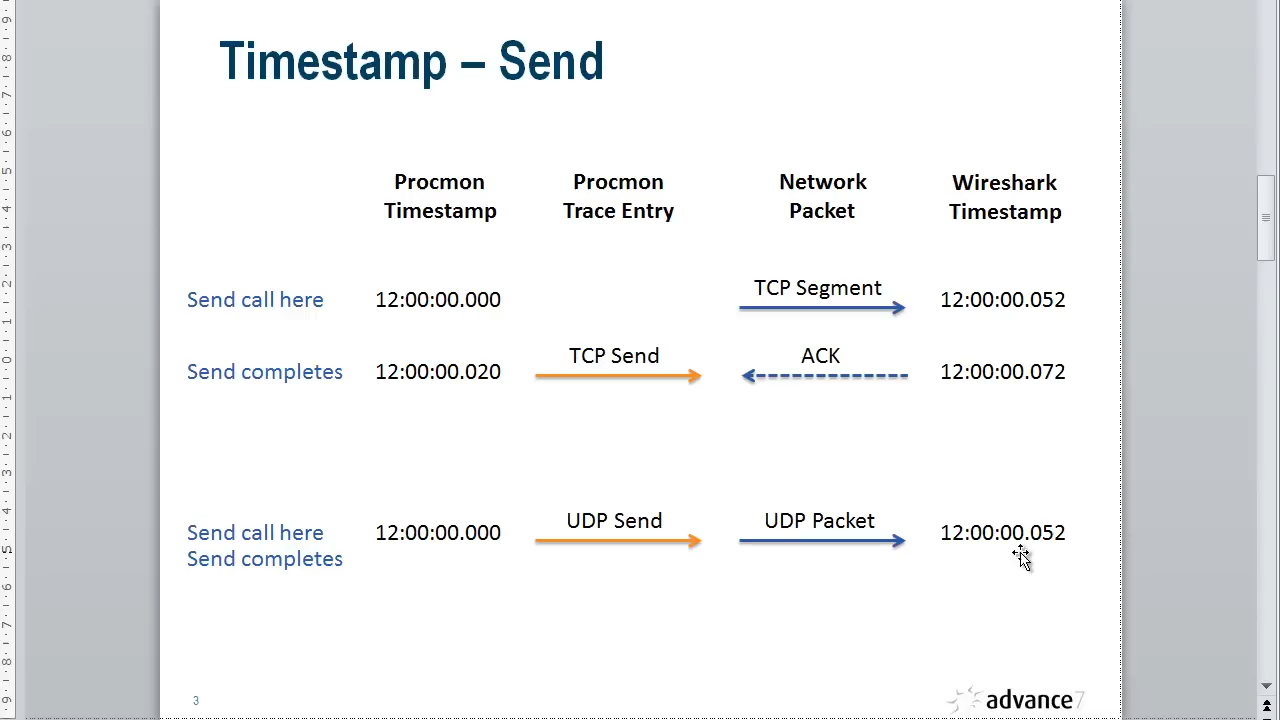 Timestamp – Send
Procmon
Timestamp
Procmon
Trace Entry
Network
Packet
Wireshark
Timestamp
Send call here
12:00:00.000
TCP Segment
12:00:00.052
Send completes
12:00:00.020
TCP Send
ACK
12:00:00.072
Send call here
Send completes
12:00:00.000
UDP Send
UDP Packet
12:00:00.052
3
advance7